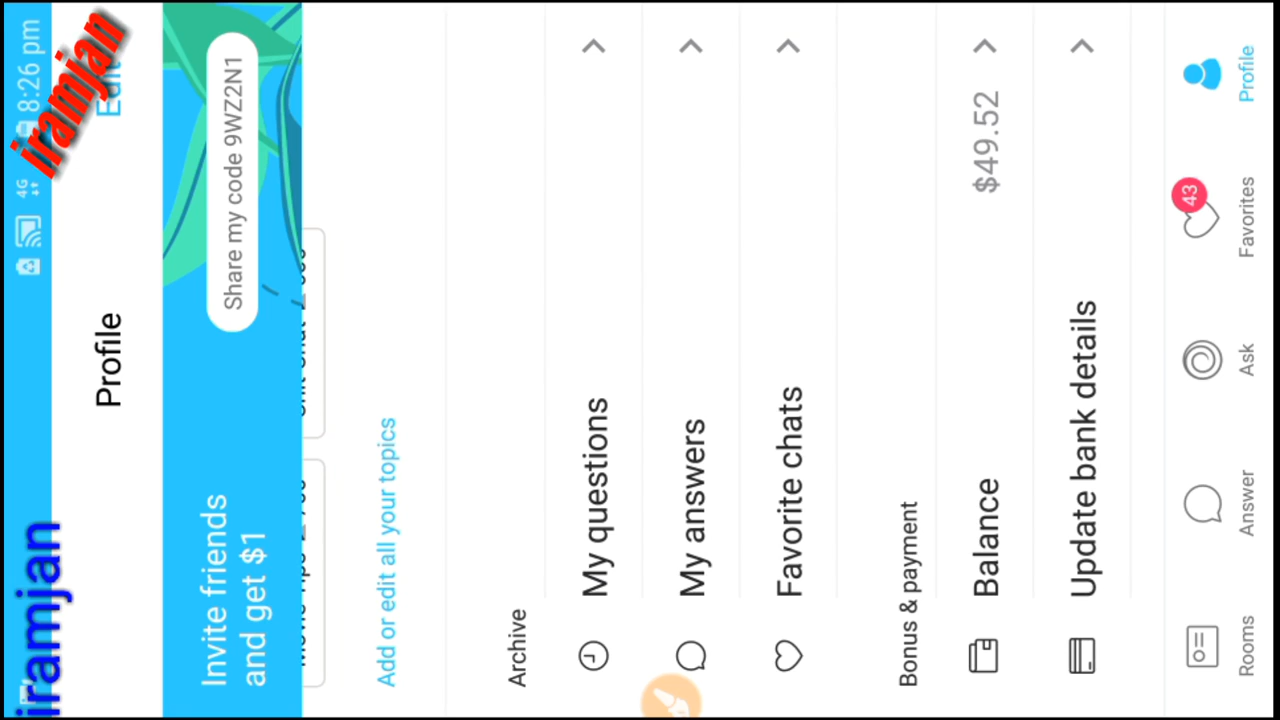 4G 8:26 pm
iramjan
iramjan
Profile
Edit
Invite friends
and get $1
Share my code 9WZ2N1
Add or edit all your topics
Archive
My questions
My answers
Favorite chats
Bonus & payment
Balance
$49.52
Update bank details
Rooms
Answer
Ask
43
Favorites
Profile